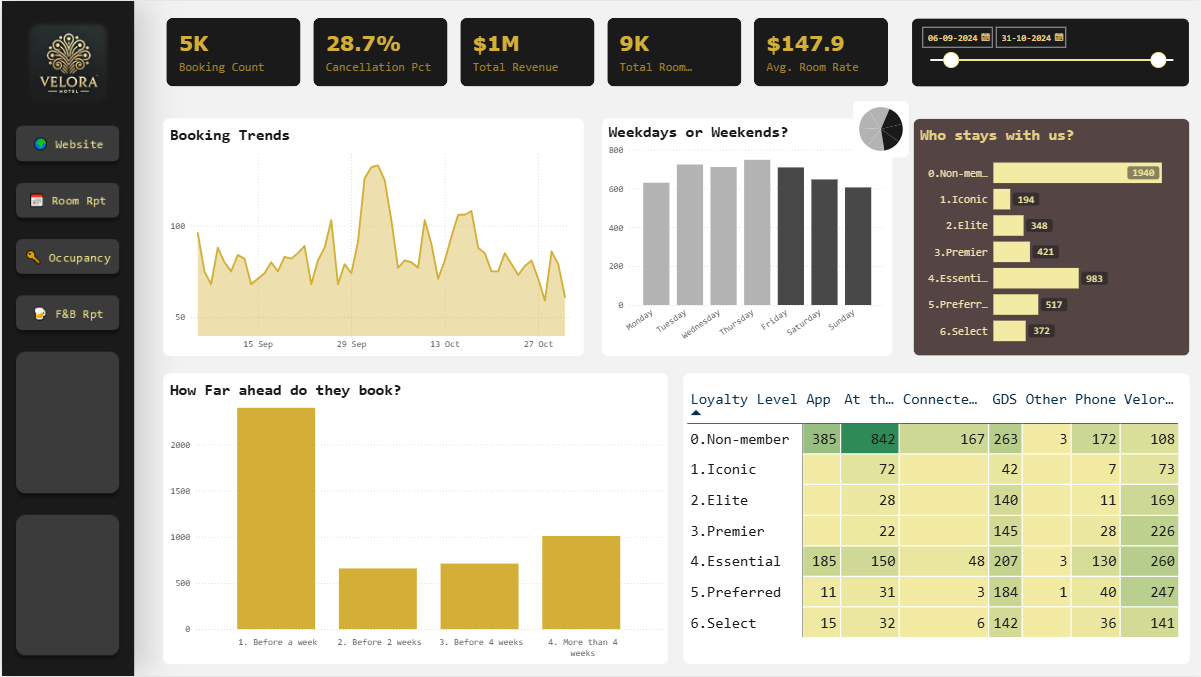 VELORA
HOTEL
Website
Room Rpt
Occupancy
F&B Rpt
5K
Booking Count
28.7%
Cancellation Pct
$1M
Total Revenue
9K
Total Room…
$147.9
Avg. Room Rate
06-09-2024 31-10-2024
Booking Trends
100
50
15 Sep 29 Sep 13 Oct 27 Oct
Weekdays or Weekends?
800
600
400
200
0
Monday Tuesday Wednesday Thursday Friday Saturday Sunday
Who stays with us?
0.Non-mem… 1940
1.Iconic 194
2.Elite 348
3.Premier 421
4.Essenti… 983
5.Preferr… 517
6.Select 372
How Far ahead do they book?
2000
1500
1000
500
0
1. Before a week 2. Before 2 weeks 3. Before 4 weeks 4. More than 4
weeks
Loyalty Level App At th… Connecte… GDS Other Phone Velor…
0.Non-member 385 842 167 263 3 172 108
1.Iconic 72 42 7 73
2.Elite 28 140 11 169
3.Premier 22 145 28 226
4.Essential 185 150 48 207 3 130 260
5.Preferred 11 31 3 184 1 40 247
6.Select 15 32 6 142 36 141